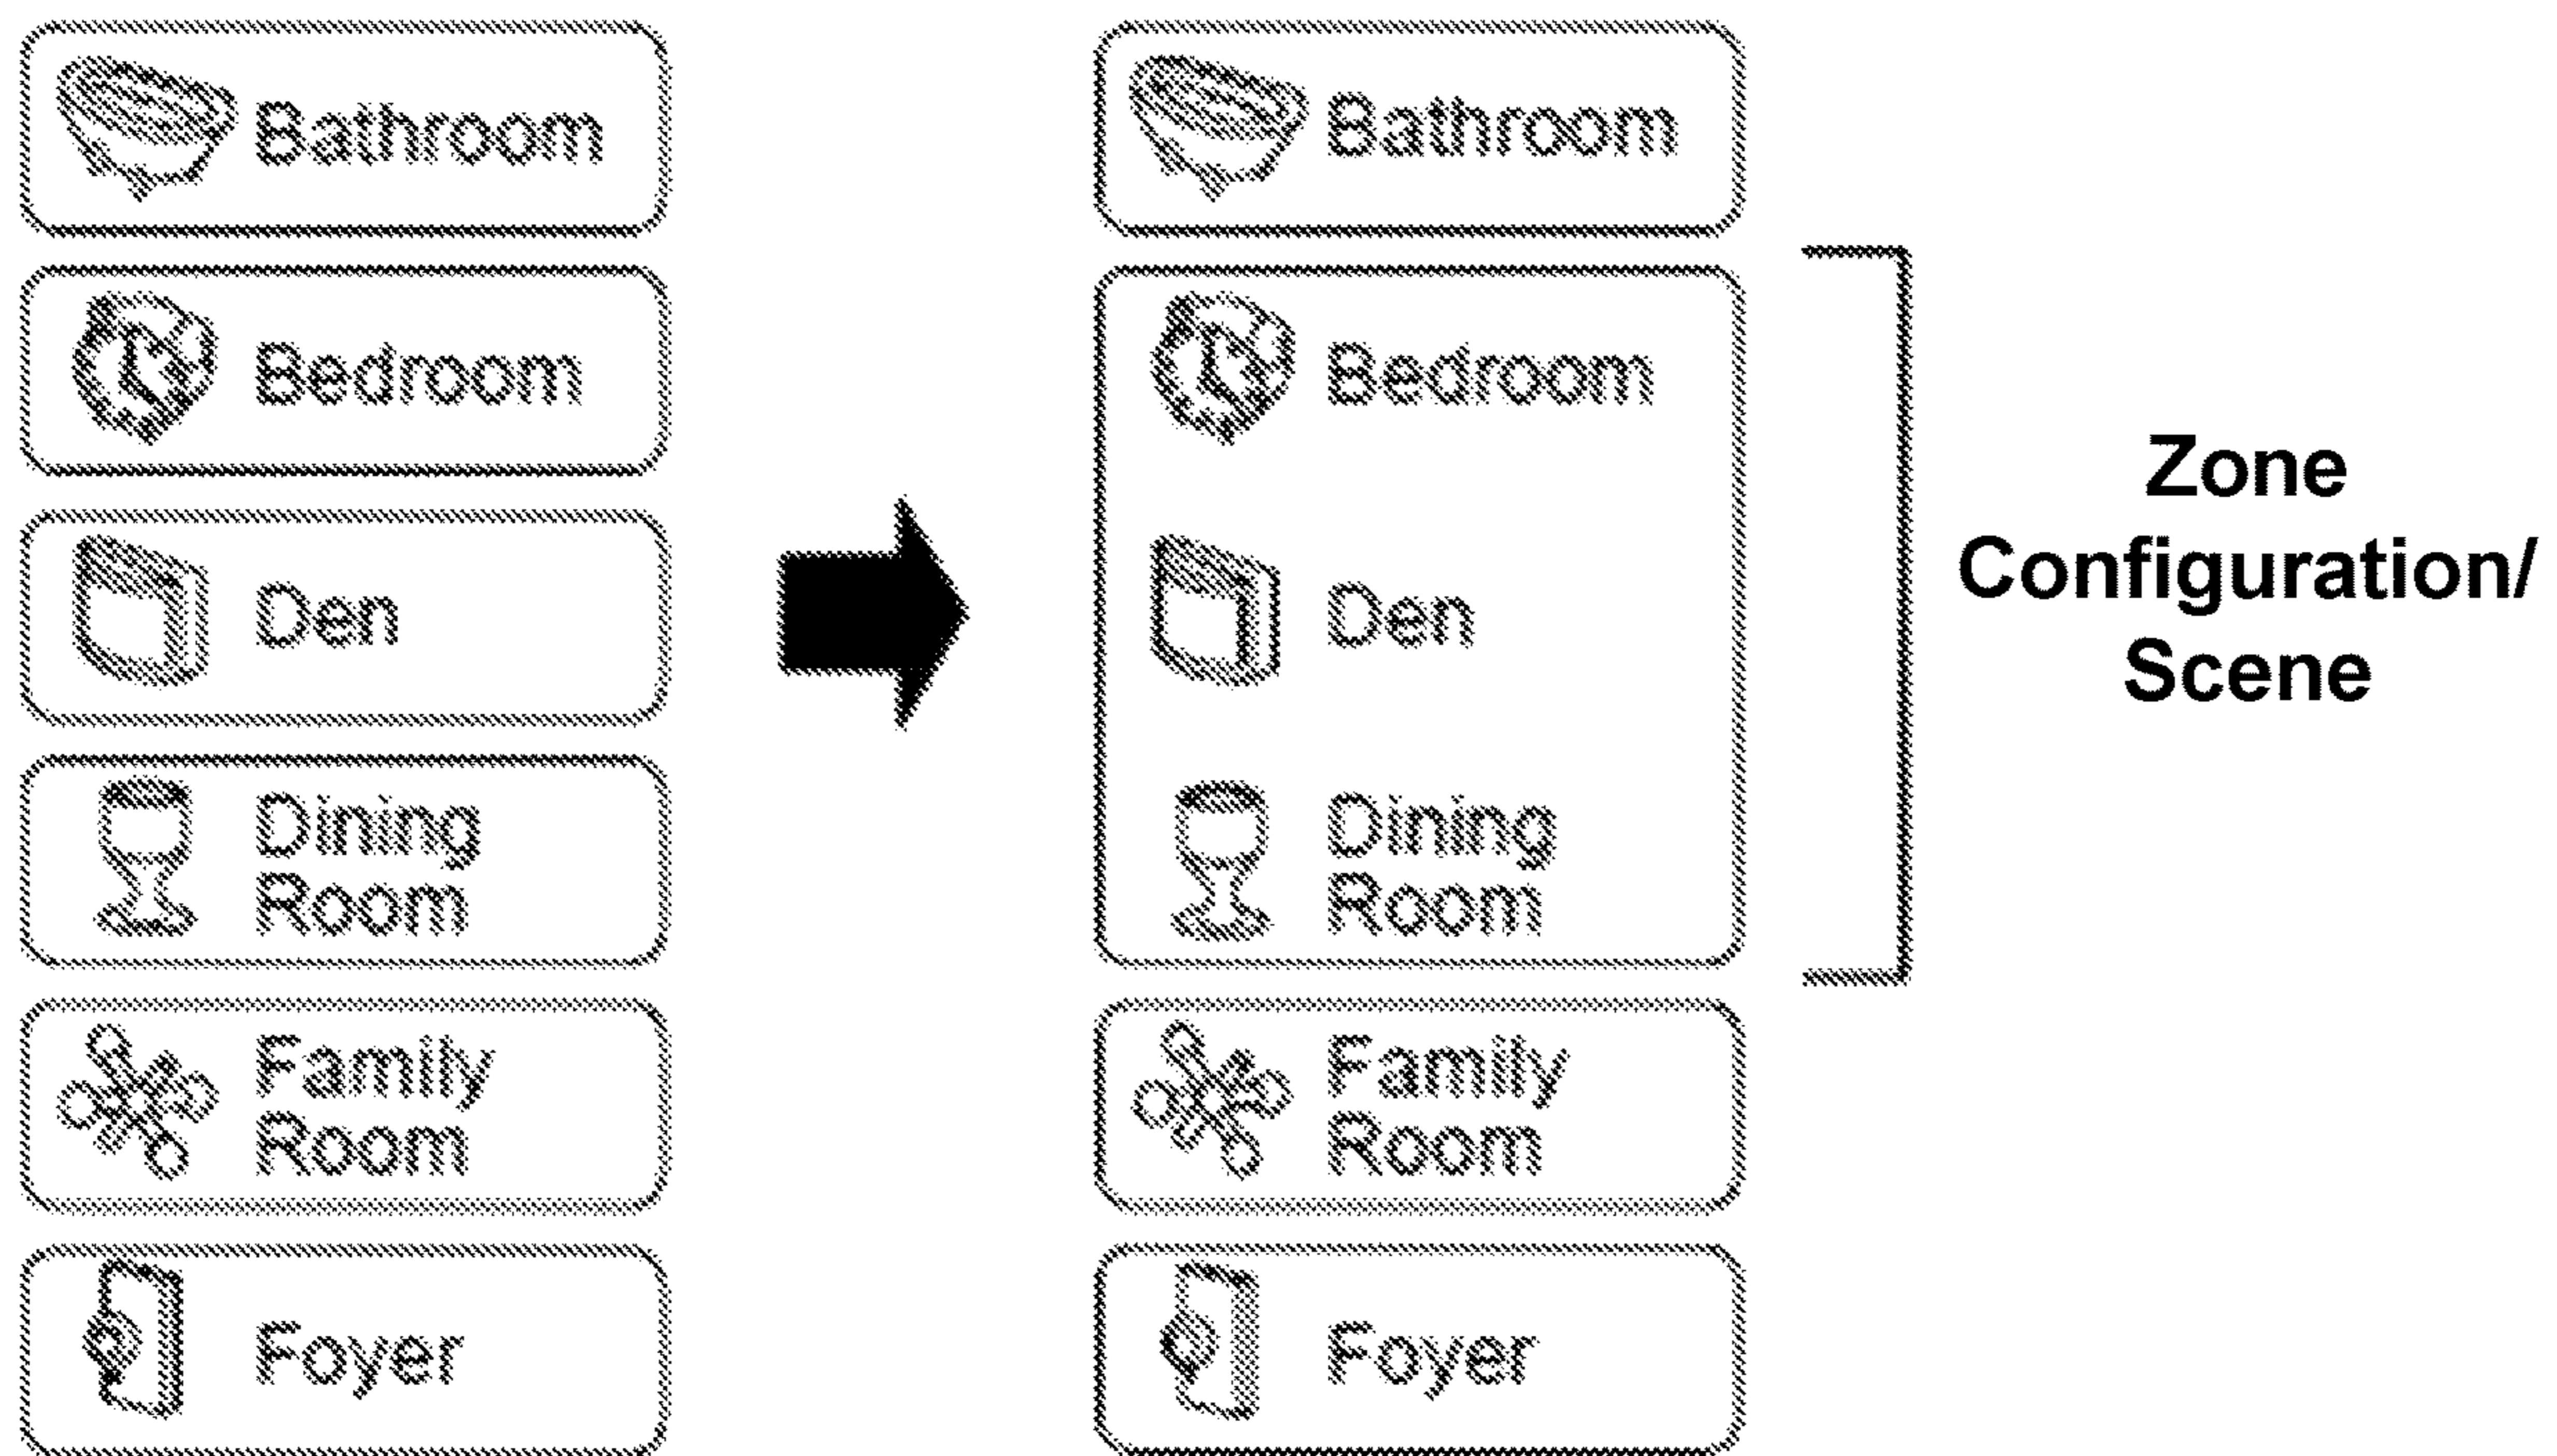 Bathroom
Bedroom
Den
Dining
Room
Family
Room
Foyer
Bathroom
Bedroom
Den
Dining
Room
Family
Room
Foyer
Zone
Configuration/
Scene